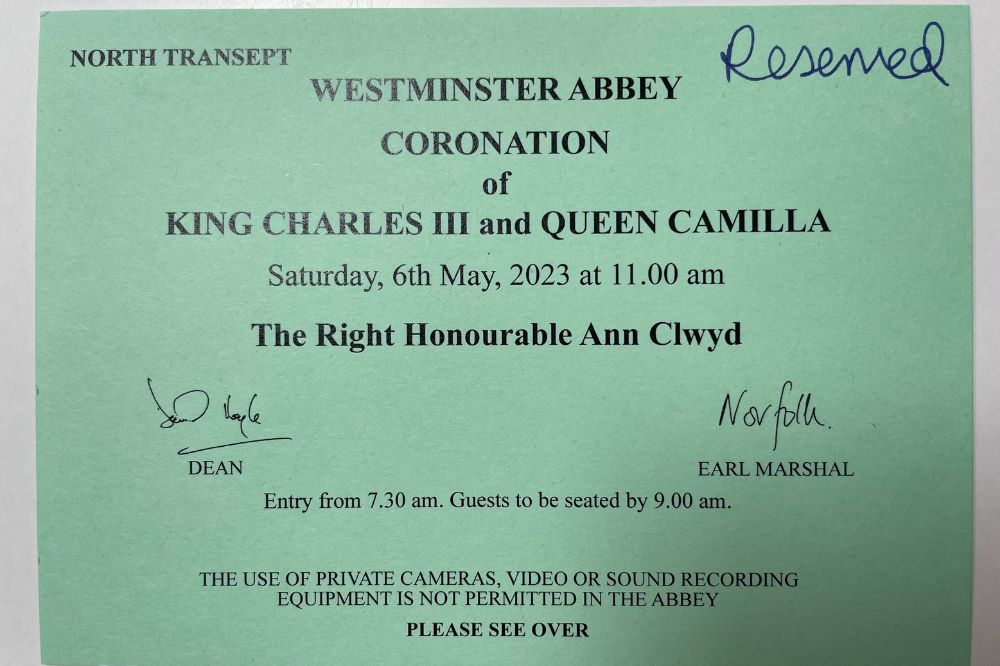 NORTH TRANSEPT
Reserved
WESTMINSTER ABBEY
CORONATION
of
KING CHARLES III and QUEEN CAMILLA
Saturday, 6th May, 2023 at 11.00 am
The Right Honourable Ann Clwyd
David Hoyle
Norfolk.
DEAN
EARL MARSHAL
Entry from 7.30 am. Guests to be seated by 9.00 am.
THE USE OF PRIVATE CAMERAS, VIDEO OR SOUND RECORDING
EQUIPMENT IS NOT PERMITTED IN THE ABBEY
PLEASE SEE OVER